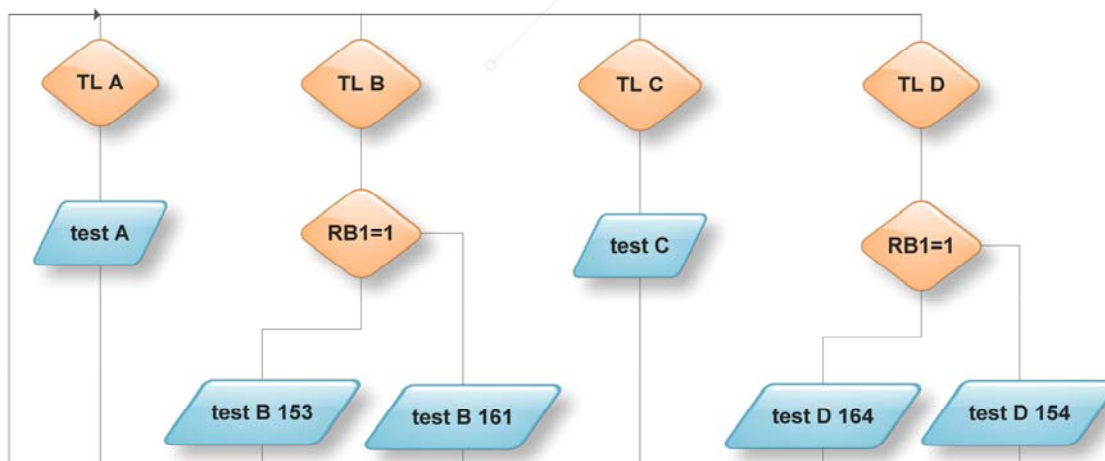 TL A
TL B
TL C
TL D
test A
RB1=1
test C
RB1=1
test B 153
test B 161
test D 164
test D 154